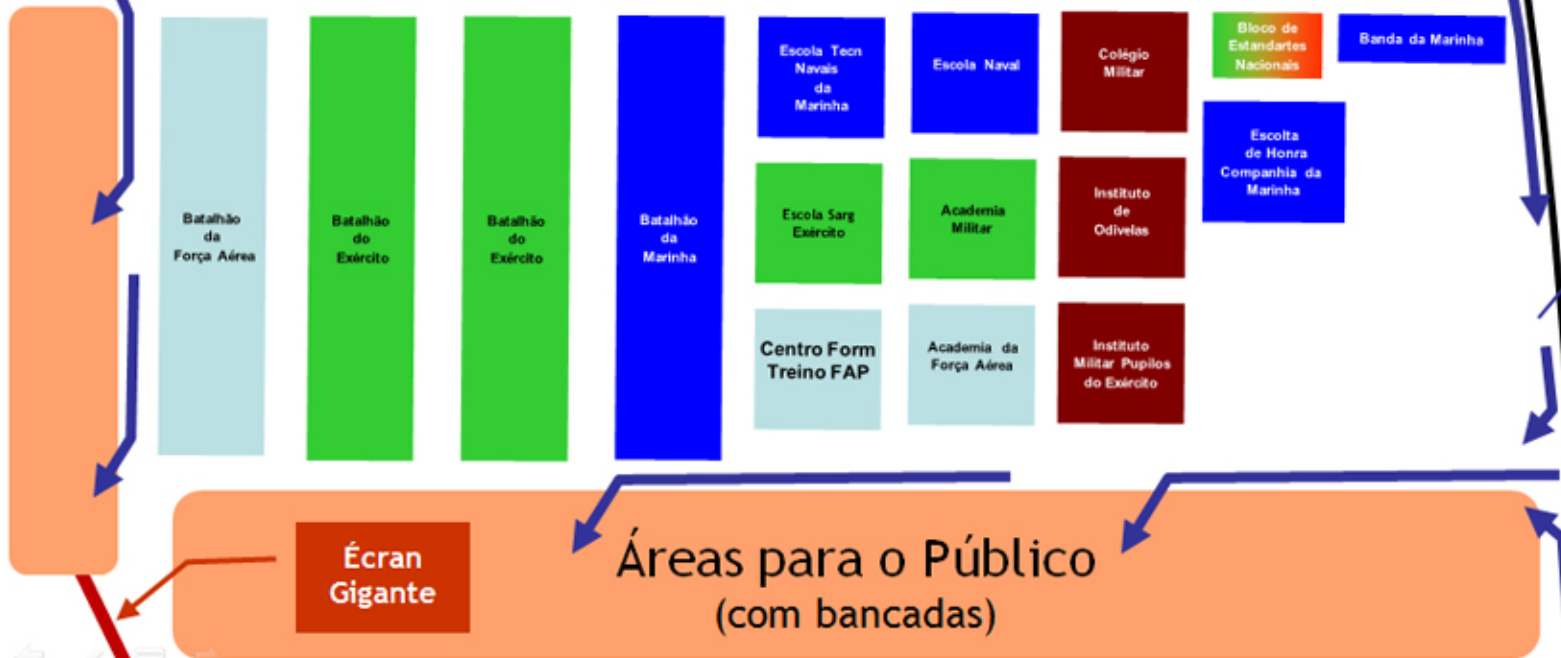 Batalhão
da
Força Aérea
Batalhão
do
Exército
Batalhão
do
Exército
Batalhão
da
Marinha
Escola Tecn
Navais
da
Marinha
Escola Naval
Colégio
Militar
Bloco de
Estandartes
Nacionais
Banda da Marinha
Escola Sarg
Exército
Academia
Militar
Instituto
de
Odivelas
Escolta
de Honra
Companhia da
Marinha
Centro Form
Treino FAP
Academia da
Força Aérea
Instituto
Militar Pupilos
do Exército
Écran
Gigante
Áreas para o Público
(com bancadas)